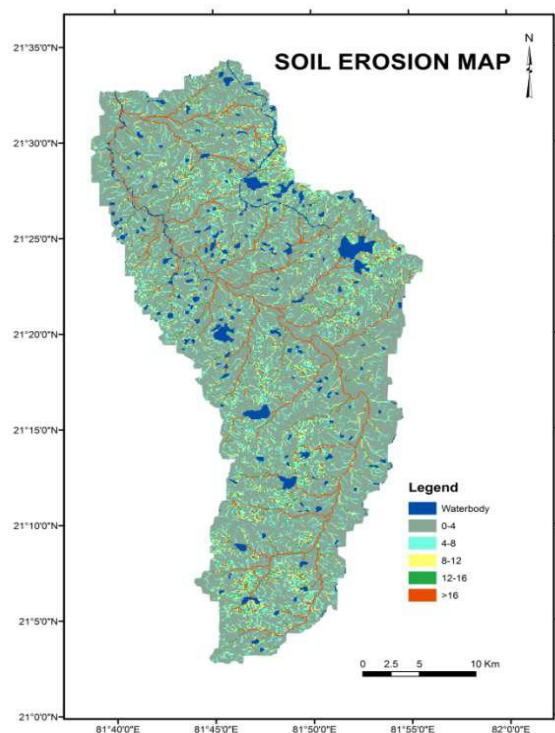 SOIL EROSION MAP
N
21°35'0"N
21°30'0"N
21°25'0"N
21°20'0"N
21°15'0"N
21°10'0"N
21°5'0"N
21°0'0"N
Legend
Waterbody
0-4
4-8
8-12
12-16
>16
0 2.5 5 10 Km
81°40'0"E 81°45'0"E 81°50'0"E 81°55'0"E 82°0'0"E